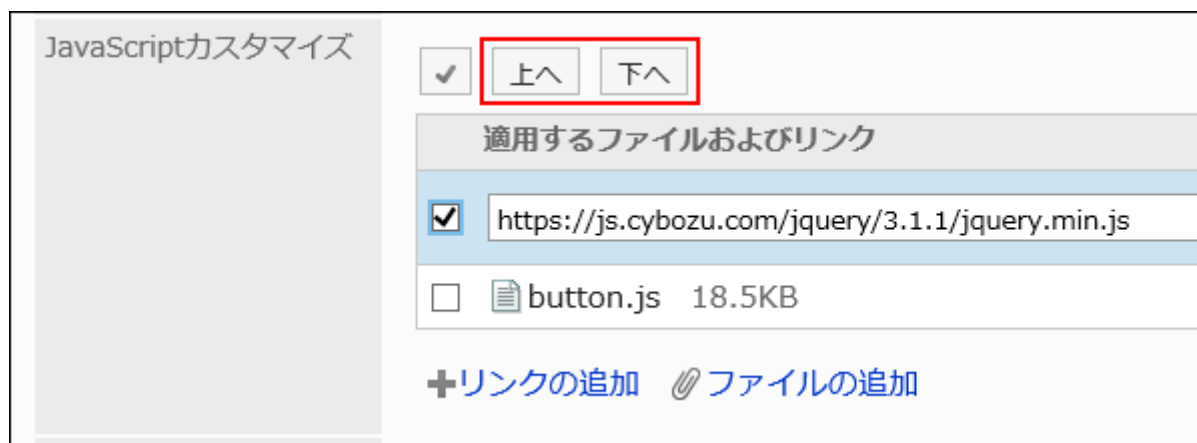 JavaScriptカスタマイズ
上へ 下へ
適用するファイルおよびリンク
https://js.cybozu.com/jquery/3.1.1/jquery.min.js
button.js 18.5KB
リンクの追加 ファイルの追加